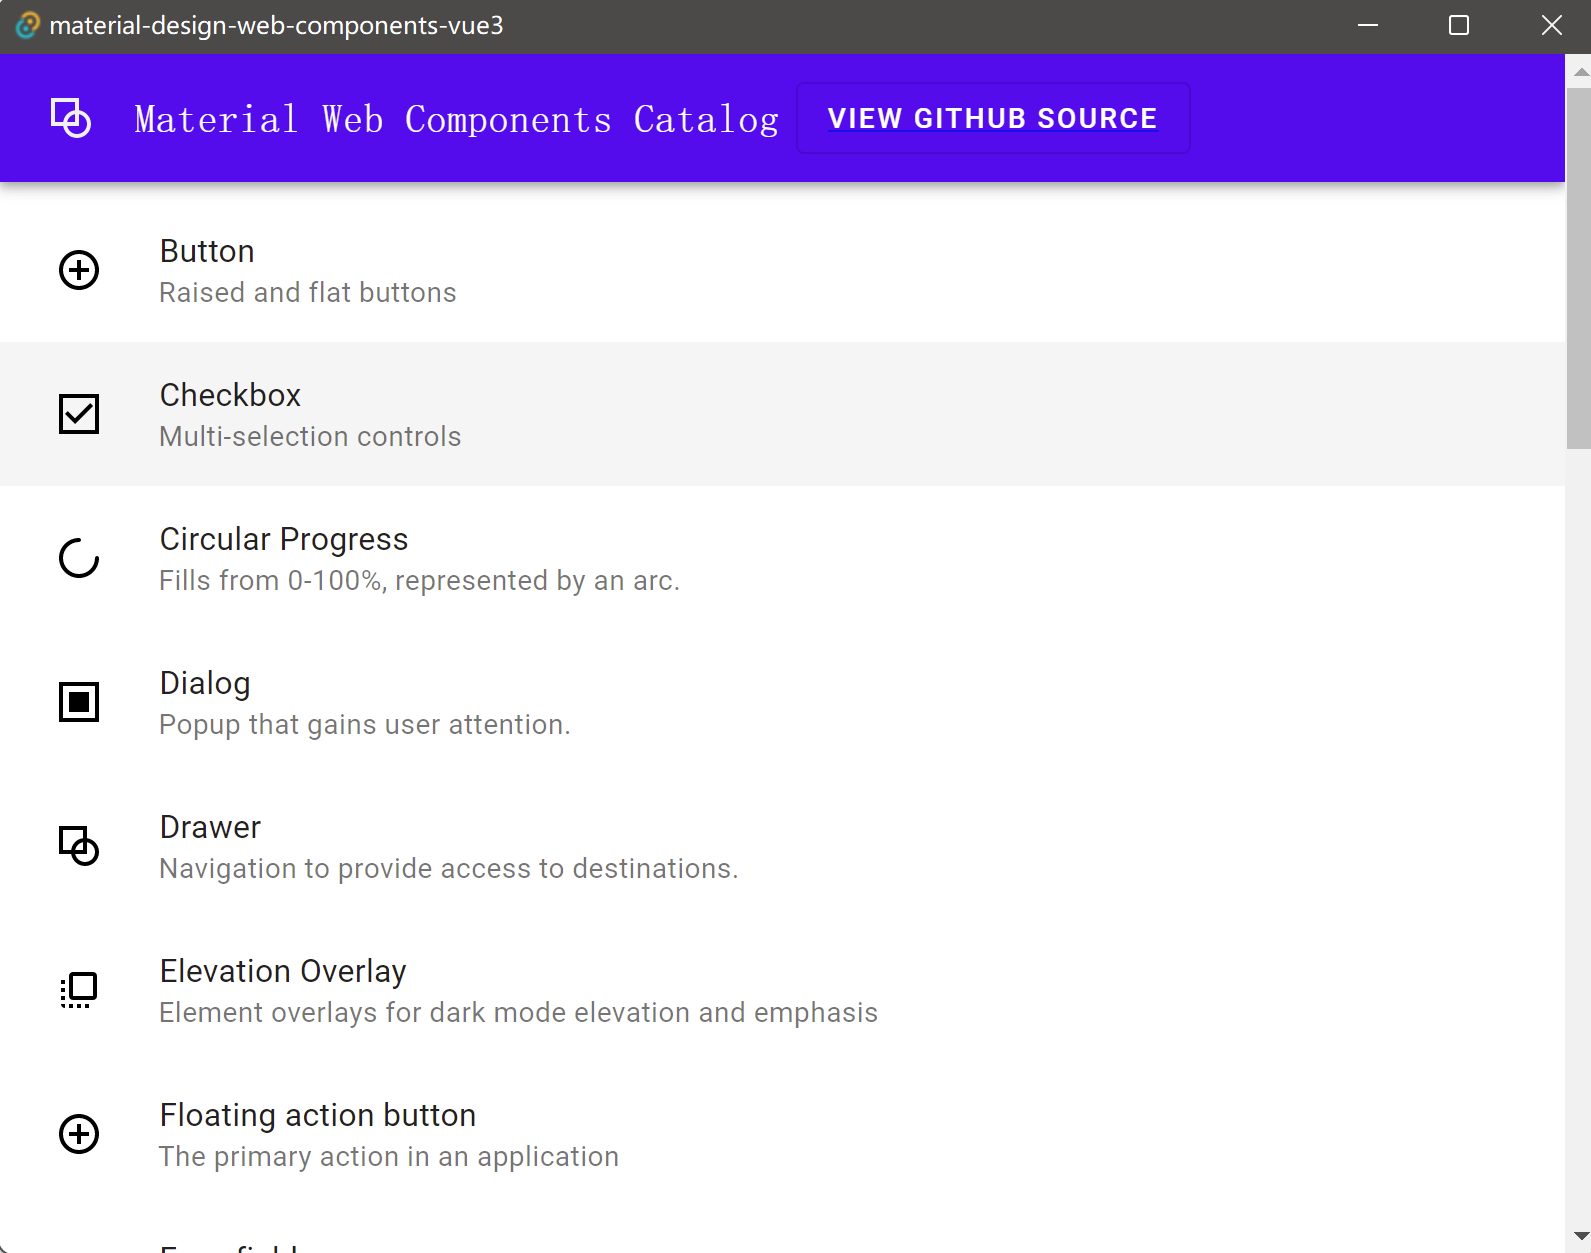 material-design-web-components-vue3
Material Web Components Catalog
VIEW GITHUB SOURCE
Button
Raised and flat buttons
Checkbox
Multi-selection controls
Circular Progress
Fills from 0-100%, represented by an arc.
Dialog
Popup that gains user attention.
Drawer
Navigation to provide access to destinations.
Elevation Overlay
Element overlays for dark mode elevation and emphasis
Floating action button
The primary action in an application